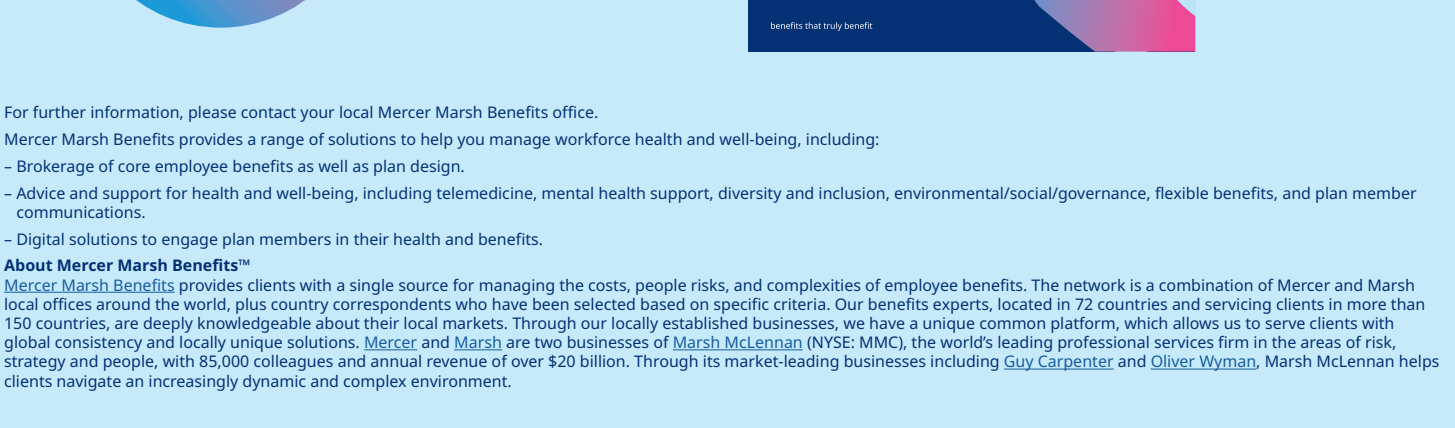 benefits that truly benefit
For further information, please contact your local Mercer Marsh Benefits office.
Mercer Marsh Benefits provides a range of solutions to help you manage workforce health and well-being, including:
– Brokerage of core employee benefits as well as plan design.
– Advice and support for health and well-being, including telemedicine, mental health support, diversity and inclusion, environmental/social/governance, flexible benefits, and plan member
communications.
– Digital solutions to engage plan members in their health and benefits.
About Mercer Marsh Benefits™
Mercer Marsh Benefits provides clients with a single source for managing the costs, people risks, and complexities of employee benefits. The network is a combination of Mercer and Marsh
local offices around the world, plus country correspondents who have been selected based on specific criteria. Our benefits experts, located in 72 countries and servicing clients in more than
150 countries, are deeply knowledgeable about their local markets. Through our locally established businesses, we have a unique common platform, which allows us to serve clients with
global consistency and locally unique solutions. Mercer and Marsh are two businesses of Marsh McLennan (NYSE: MMC), the world’s leading professional services firm in the areas of risk,
strategy and people, with 85,000 colleagues and annual revenue of over $20 billion. Through its market-leading businesses including Guy Carpenter and Oliver Wyman, Marsh McLennan helps
clients navigate an increasingly dynamic and complex environment.